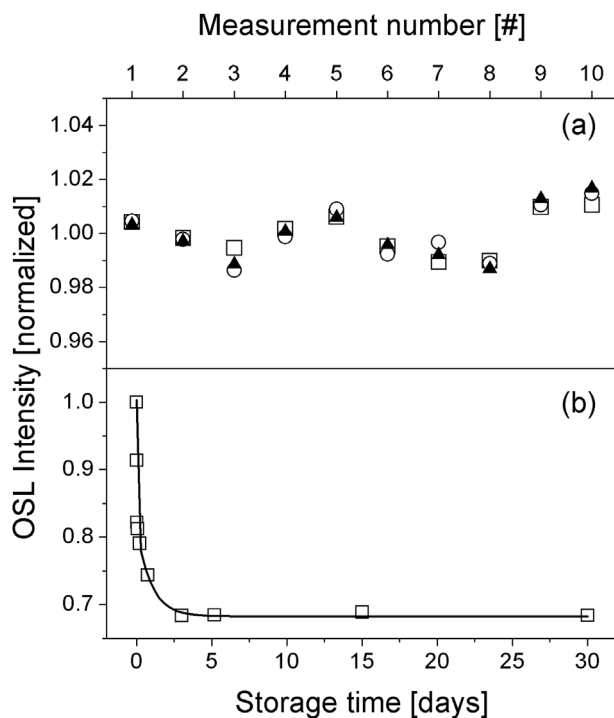 Measurement number [#]
1 2 3 4 5 6 7 8 9 10
(a)
1.04
1.02
1.00
0.98
0.96
OSL Intensity [normalized]
(b)
1.0
0.9
0.8
0.7
0 5 10 15 20 25 30
Storage time [days]